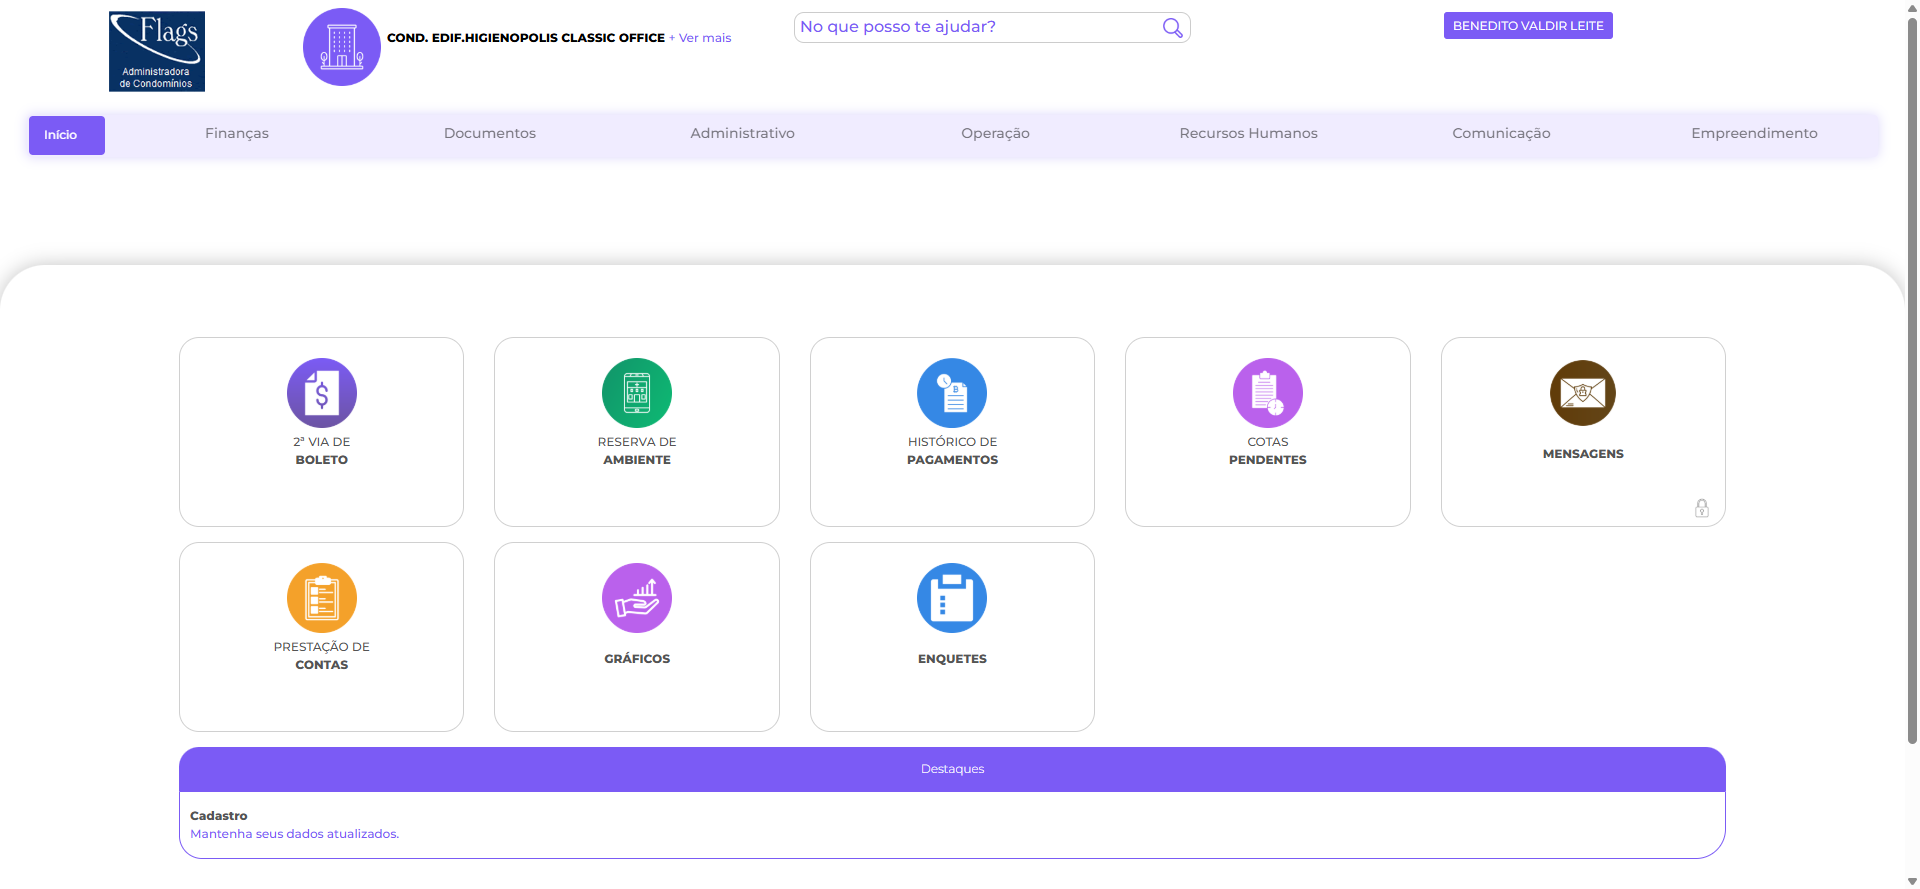 Flags
Administradora
de Condomínios
COND. EDIF.HIGIENOPOLIS CLASSIC OFFICE + Ver mais
No que posso te ajudar?
BENEDITO VALDIR LEITE
Início
Finanças
Documentos
Administrativo
Operação
Recursos Humanos
Comunicação
Empreendimento
2ª VIA DE
BOLETO
RESERVA DE
AMBIENTE
HISTÓRICO DE
PAGAMENTOS
COTAS
PENDENTES
MENSAGENS
PRESTAÇÃO DE
CONTAS
GRÁFICOS
ENQUETES
Destaques
Cadastro
Mantenha seus dados atualizados.